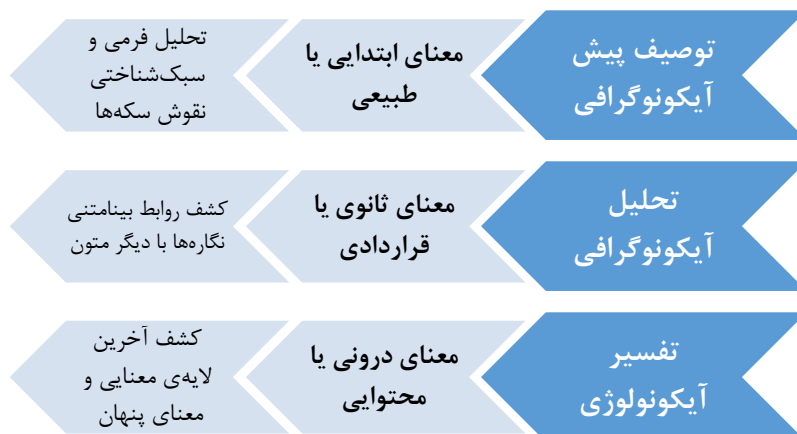 توصیف پیش
آیکونوگرافی
معنای ابتدایی یا
طبیعی
تحلیل فرمی و
سبک‌شناختی
نقوش سکه‌ها
تحلیل
آیکونوگرافی
معنای ثانوی یا
قراردادی
کشف روابط بینامتنی
نگاره‌ها با دیگر متون
تفسیر
آیکونولوژی
معنای درونی یا
محتوایی
کشف آخرین
لایه‌ی معنایی و
معنای پنهان